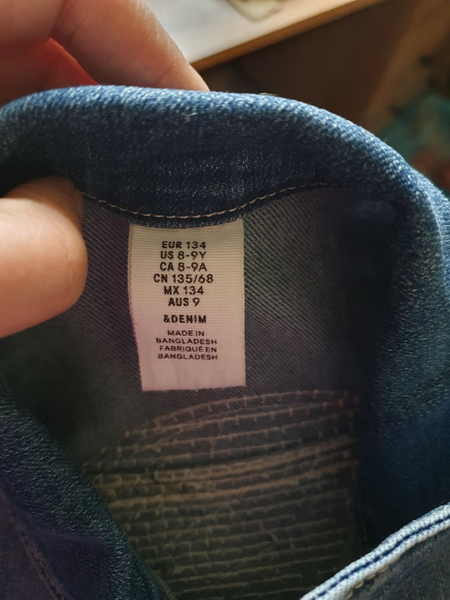 EUR 134
US 8-9Y
CA 8-9A
CN 135/68
MX 134
AUS 9
&DENIM
MADE IN
BANGLADESH
FABRIQUÉ EN
BANGLADESH